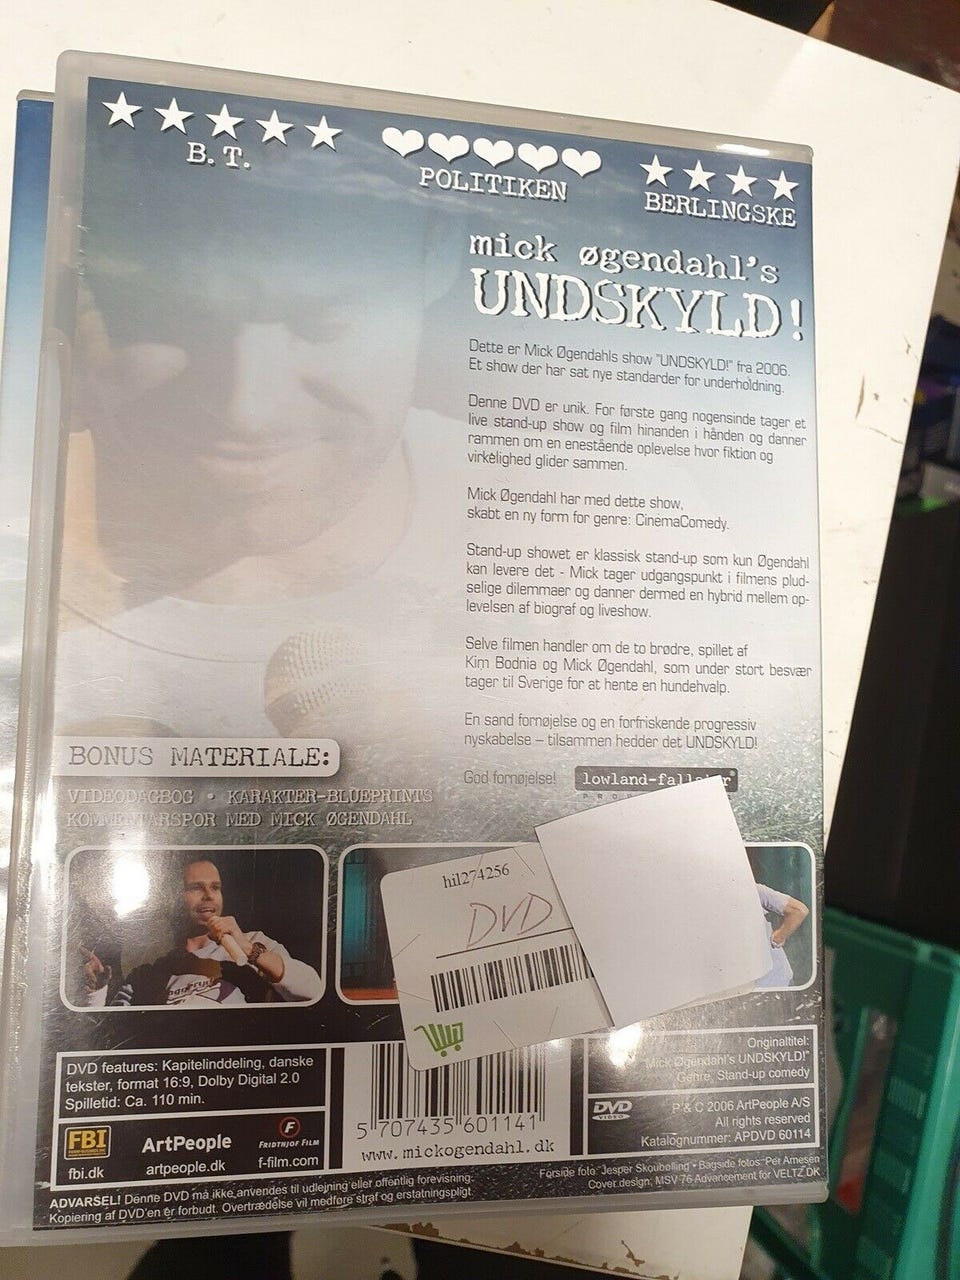 B.T.
POLITIKEN
BERLINGSKE
mick øgendahl's
UNDSKYLD!
Dette er Mick Øgendahls show "UNDSKYLD!" fra 2006.
Et show der har sat nye standarder for underholdning.
Denne DVD er unik. For første gang nogensinde tager et
live stand-up show og film hinanden i hånden og danner
rammen om en enestående oplevelse hvor fiktion og
virkelighed glider sammen.
Mick Øgendahl har med dette show,
skabt en ny form for genre: CinemaComedy.
Stand-up showet er klassisk stand-up som kun Øgendahl
kan levere det - Mick tager udgangspunkt i filmens plud-
selige dilemmaer og danner dermed en hybrid mellem op-
levelsen af biograf og liveshow.
Selve filmen handler om de to brødre, spillet af
Kim Bodnia og Mick Øgendahl, som under stort besvær
tager til Sverige for at hente en hundehvalp.
En sand fornøjelse og en forfriskende progressiv
nyskabelse – tilsammen hedder det UNDSKYLD!
God fornøjelse!
BONUS MATERIALE:
VIDEODAGBOG • KARAKTER-BLUEPRINTS
KOMMENTARSPOR MED MICK ØGENDAHL
hil274256
DVD
DVD features: Kapitelinddeling, danske
tekster, format 16:9, Dolby Digital 2.0
Spilletid: Ca. 110 min.
FBI
fbi.dk
ArtPeople
artpeople.dk
FRIDTHJOF FILM
f-film.com
5 707435 601141
www.mickogendahl.dk
Originaltitel:
"Mick Øgendahl's UNDSKYLD!"
Genre: Stand-up comedy
DVD VIDEO
P & C 2006 ArtPeople A/S
All rights reserved
Katalognummer: APDVD 60114
ADVARSEL! Denne DVD må ikke anvendes til udlejning eller offentlig forevisning.
Kopiering af DVD'en er forbudt. Overtrædelse vil medføre straf og erstatningspligt.
Forside foto: Jesper Skoubølling • Bagside fotos: Per Arnesen
Cover design: MSV 76 Advancement for VELTZ.DK